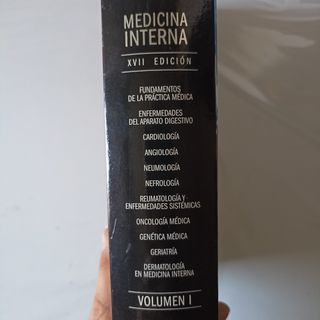 MEDICINA
INTERNA
XVII EDICIÓN
FUNDAMENTOS
DE LA PRÁCTICA MÉDICA
ENFERMEDADES
DEL APARATO DIGESTIVO
CARDIOLOGÍA
ANGIOLOGÍA
NEUMOLOGÍA
NEFROLOGÍA
REUMATOLOGÍA Y
ENFERMEDADES SISTÉMICAS
ONCOLOGÍA MÉDICA
GENÉTICA MÉDICA
GERIATRÍA
DERMATOLOGÍA
EN MEDICINA INTERNA
VOLUMEN I